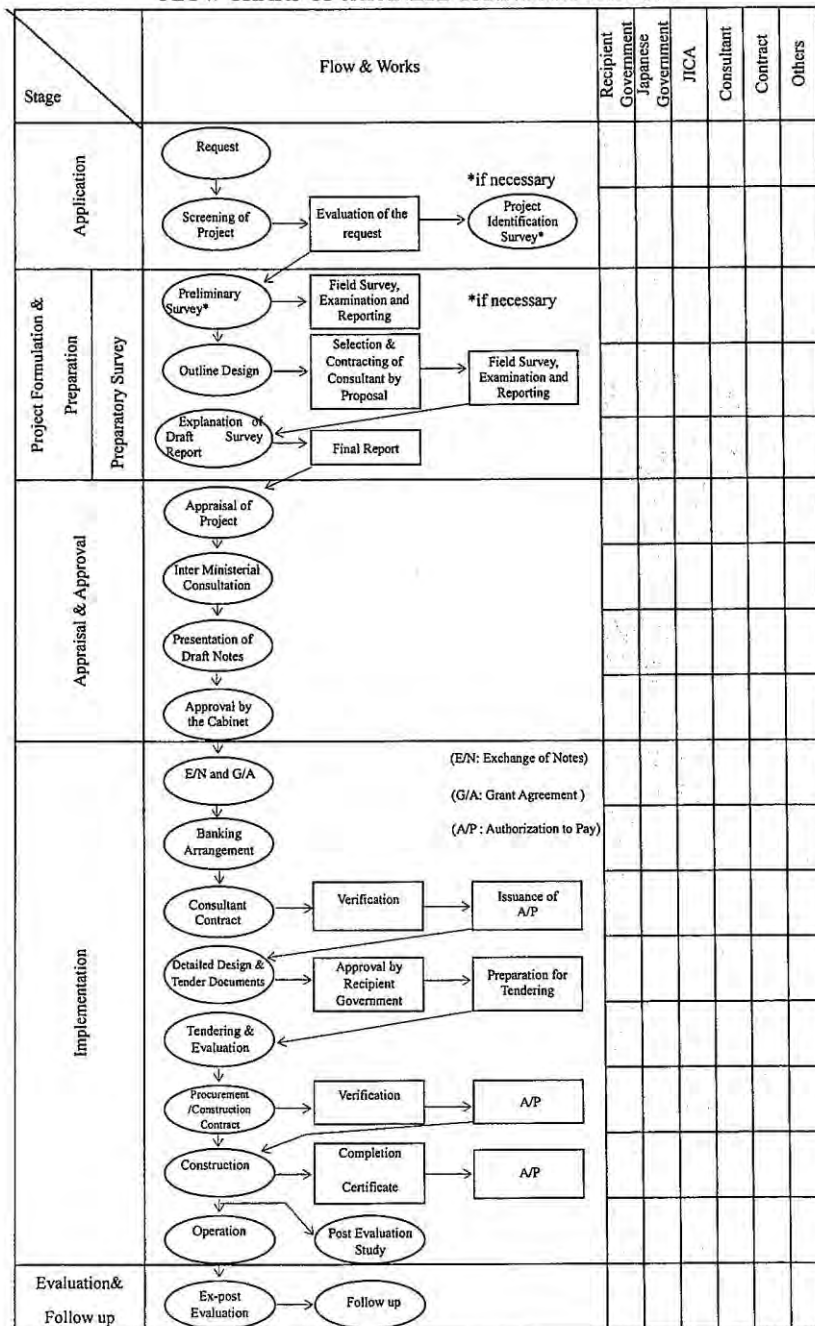 Stage
Flow & Works
Recipient
Government
Japanese
Government
JICA
Consultant
Contract
Others
Application
Request
*if necessary
Screening of
Project
Evaluation of the
request
Project
Identification
Survey*
Project Formulation &
Preparation
Preparatory Survey
Preliminary
Survey*
Field Survey,
Examination and
Reporting
*if necessary
Outline Design
Selection &
Contracting of
Consultant by
Proposal
Field Survey,
Examination and
Reporting
Explanation of
Draft Survey
Report
Final Report
Appraisal & Approval
Appraisal of
Project
Inter Ministerial
Consultation
Presentation of
Draft Notes
Approval by
the Cabinet
Implementation
E/N and G/A
(E/N: Exchange of Notes)
(G/A: Grant Agreement )
(A/P : Authorization to Pay)
Banking
Arrangement
Consultant
Contract
Verification
Issuance of
A/P
Detailed Design &
Tender Documents
Approval by
Recipient
Government
Preparation for
Tendering
Tendering &
Evaluation
Procurement
/Construction
Contract
Verification
A/P
Construction
Completion
Certificate
A/P
Operation
Post Evaluation
Study
Evaluation&
Follow up
Ex-post
Evaluation
Follow up